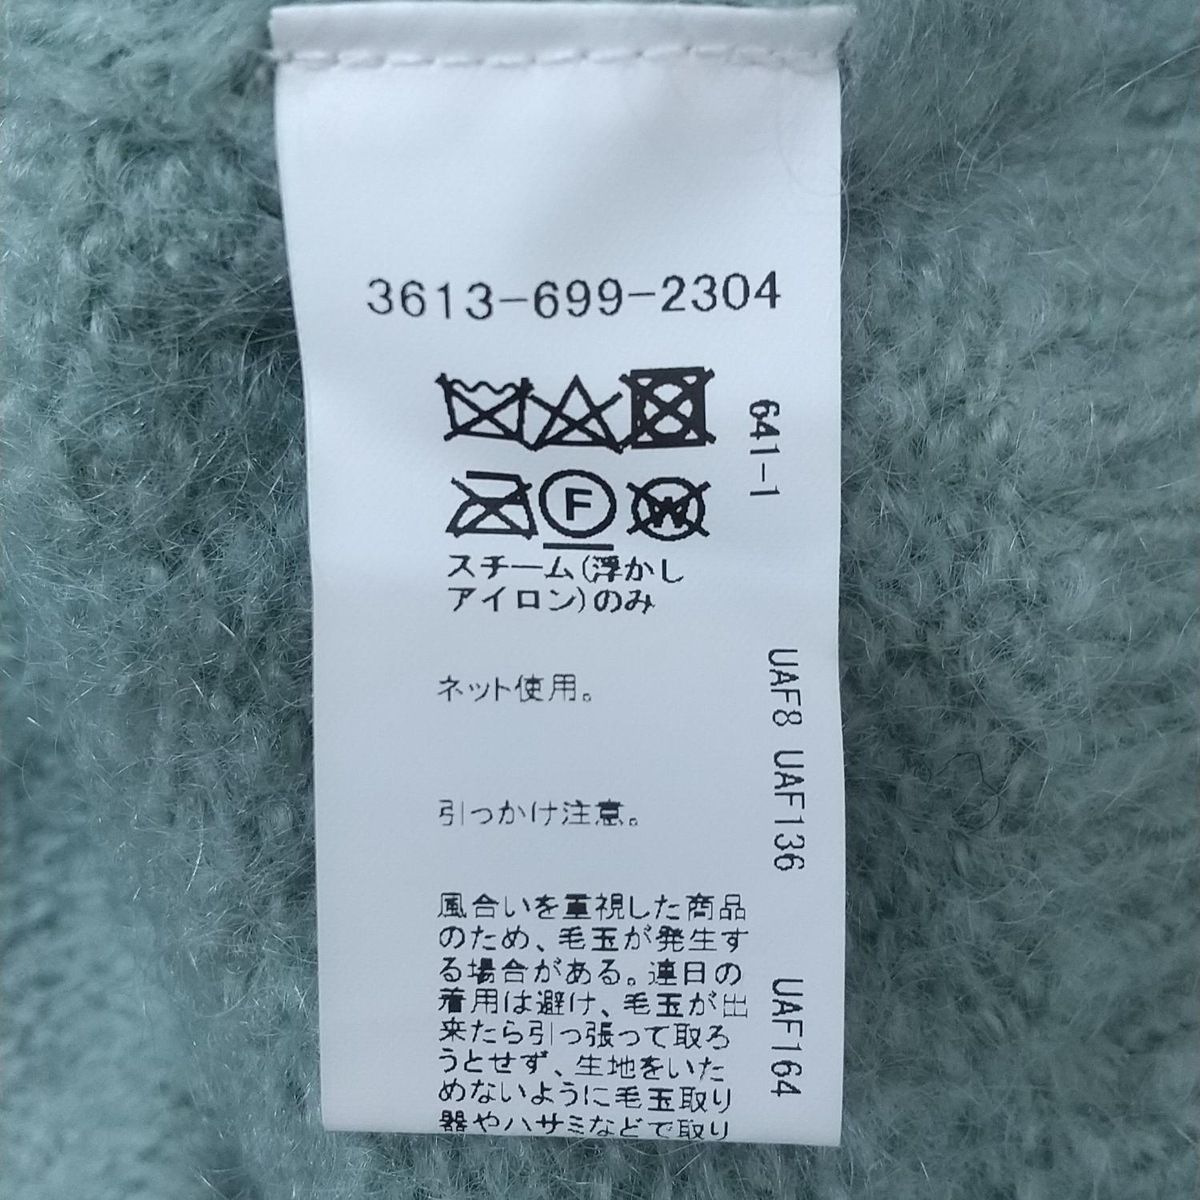 3613-699-2304
641-1
F
W
スチーム(浮かし
アイロン)のみ
ネット使用。
引っかけ注意。
風合いを重視した商品
のため、毛玉が発生す
る場合がある。連日の
着用は避け、毛玉が出
来たら引っ張って取ろ
うとせず、生地をいた
めないように毛玉取り
器やハサミなどで取り
UAF8 UAF136
UAF164